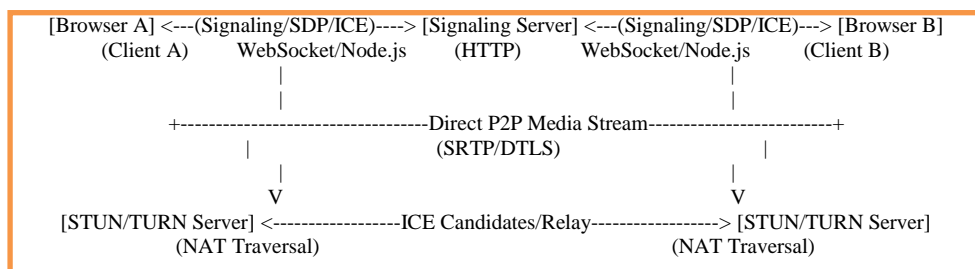 [Browser A] <---(Signaling/SDP/ICE)----> [Signaling Server] <---(Signaling/SDP/ICE)---> [Browser B]
(Client A) WebSocket/Node.js (HTTP) WebSocket/Node.js (Client B)
| |
| |
+-----------------------------------Direct P2P Media Stream--------------------------+
| (SRTP/DTLS) |
| |
V V
[STUN/TURN Server] <-------------------ICE Candidates/Relay-------------------> [STUN/TURN Server]
(NAT Traversal) (NAT Traversal)